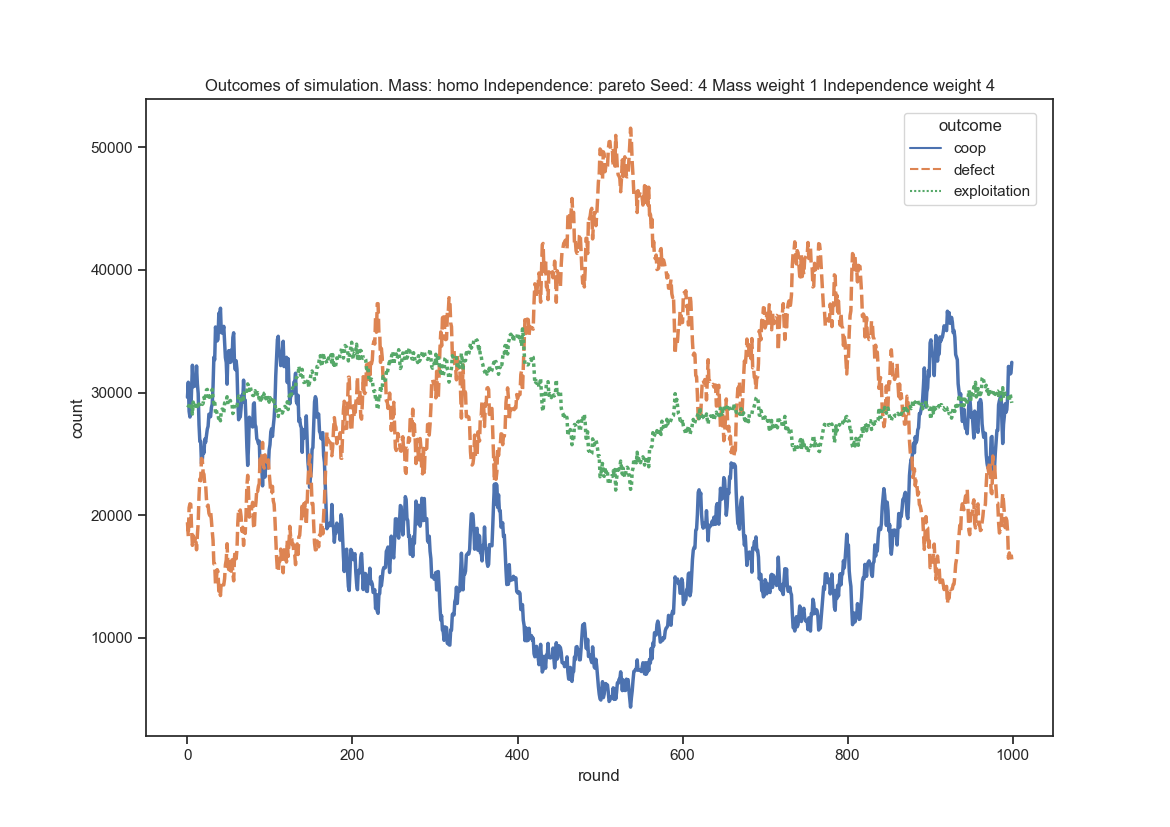 Outcomes of simulation. Mass: homo Independence: pareto Seed: 4 Mass weight 1 Independence weight 4
outcome
coop
defect
exploitation
50000
40000
30000
20000
10000
count
0 200 400 600 800 1000
round